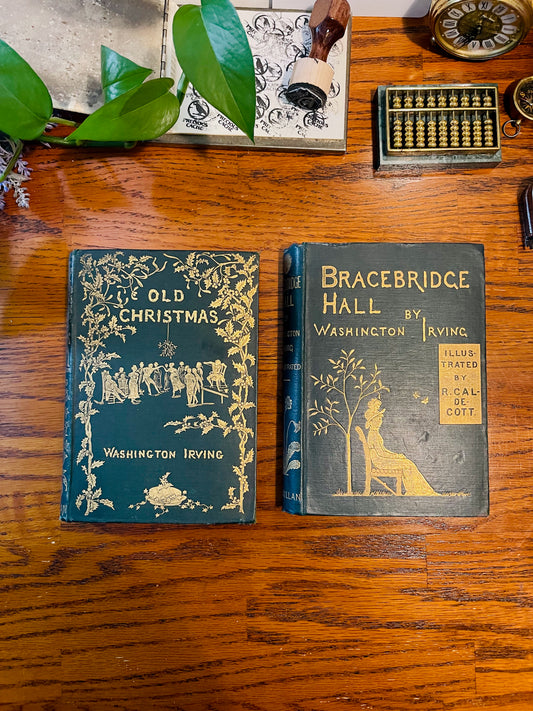 OLD
CHRISTMAS
WASHINGTON IRVING
BRACEBRIDGE
HALL BY
WASHINGTON IRVING
ILLUS-
TRATED
BY
R. CAL-
DE-
COTT